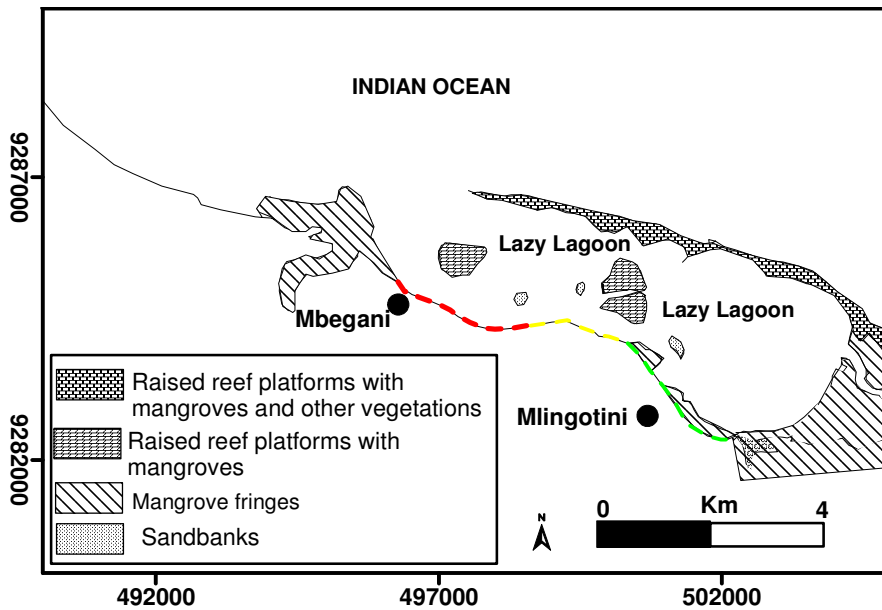 INDIAN OCEAN
9287000
Lazy Lagoon
Lazy Lagoon
Mbegani
Mlingotini
9282000
Raised reef platforms with
mangroves and other vegetations
Raised reef platforms with
mangroves
Mangrove fringes
Sandbanks
N
0 Km 4
492000 497000 502000